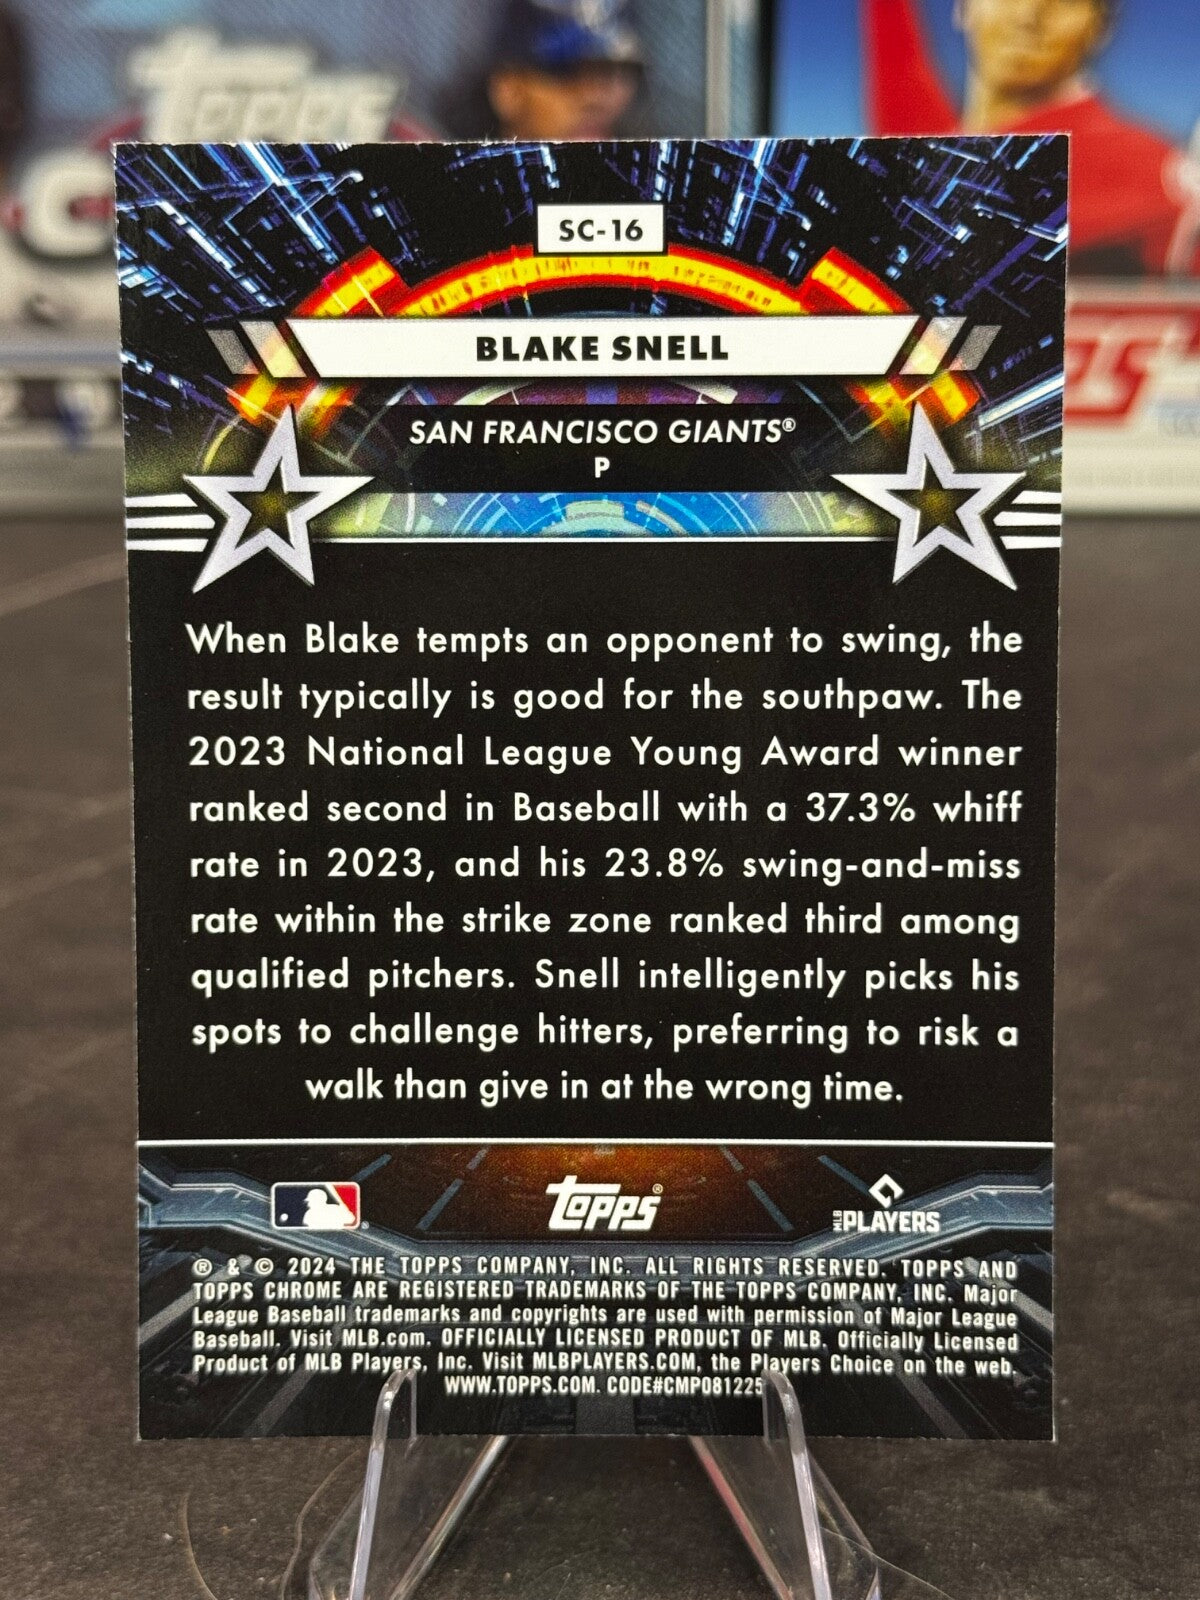 Topps
SC-16
BLAKE SNELL
SAN FRANCISCO GIANTS®
P
When Blake tempts an opponent to swing, the
result typically is good for the southpaw. The
2023 National League Young Award winner
ranked second in Baseball with a 37.3% whiff
rate in 2023, and his 23.8% swing-and-miss
rate within the strike zone ranked third among
qualified pitchers. Snell intelligently picks his
spots to challenge hitters, preferring to risk a
walk than give in at the wrong time.
Topps®
MLB PLAYERS
® & © 2024 THE TOPPS COMPANY, INC. ALL RIGHTS RESERVED. TOPPS AND
TOPPS CHROME ARE REGISTERED TRADEMARKS OF THE TOPPS COMPANY, INC. Major
League Baseball trademarks and copyrights are used with permission of Major League
Baseball. Visit MLB.com. OFFICIALLY LICENSED PRODUCT OF MLB. Officially Licensed
Product of MLB Players, Inc. Visit MLBPLAYERS.COM, the Players Choice on the web.
WWW.TOPPS.COM. CODE#CMP081225